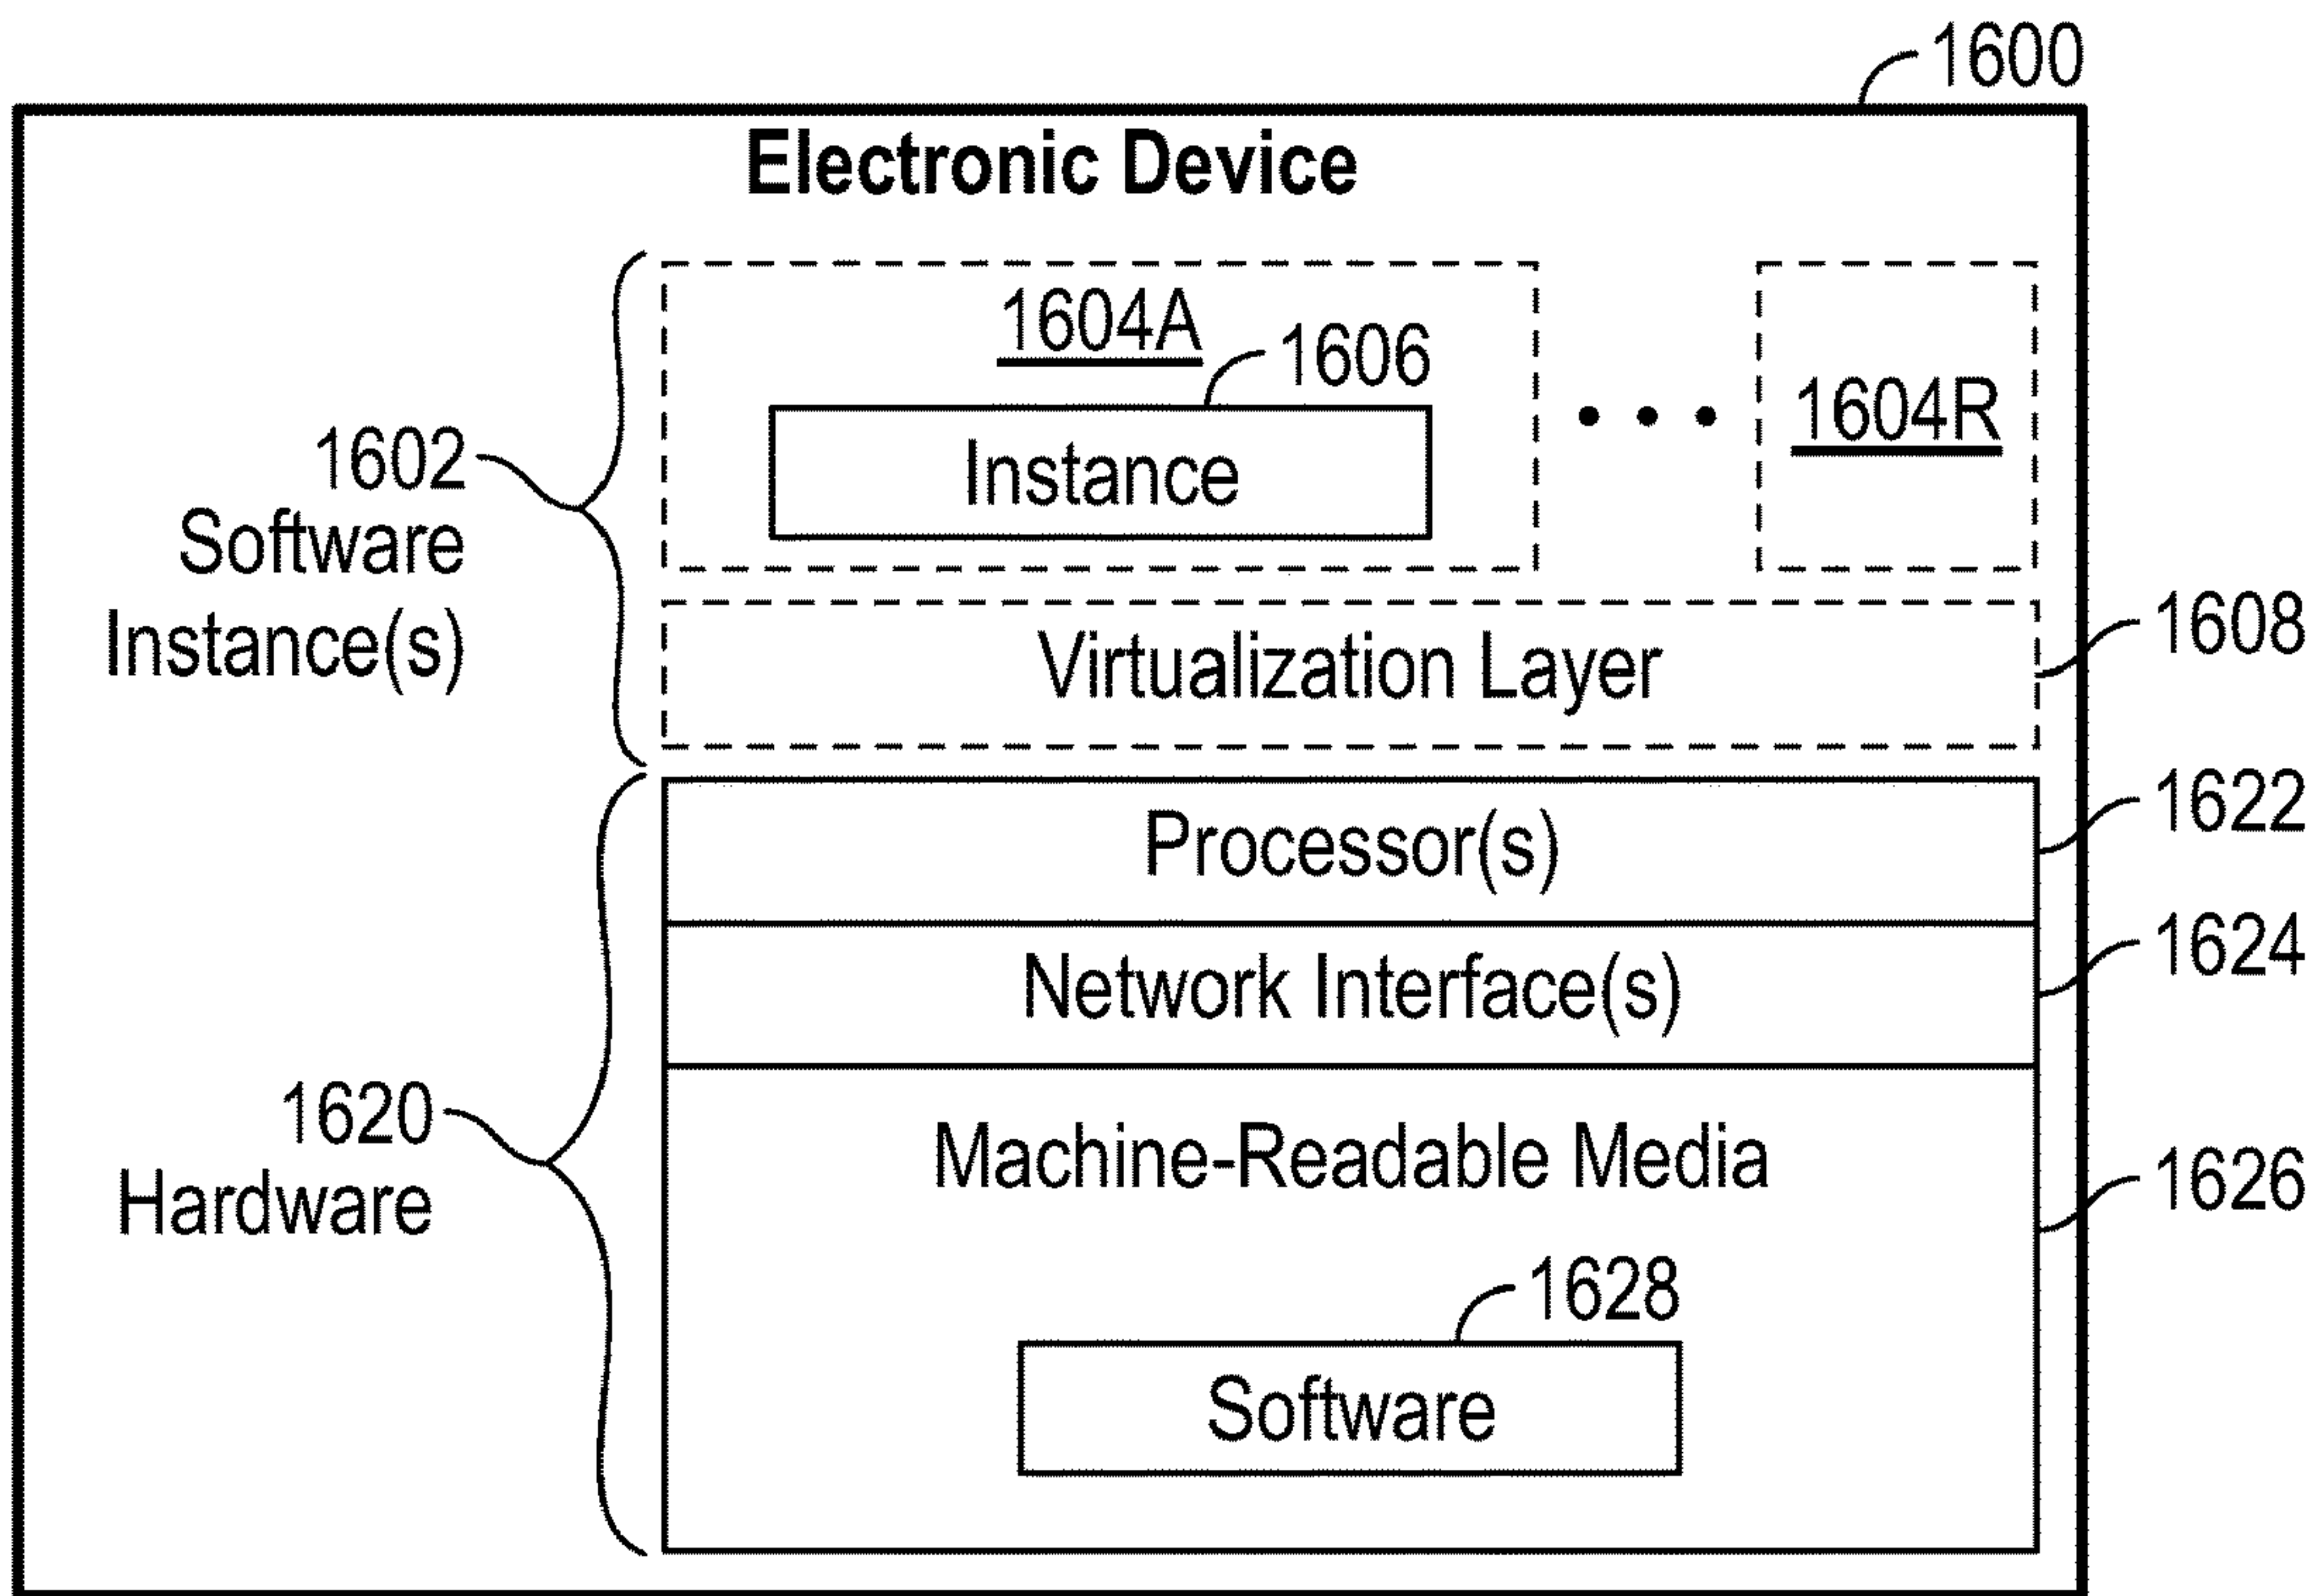 1600
Electronic Device
1604A
1606
Instance
1604R
1602
Software
Instance(s)
Virtualization Layer
1608
Processor(s)
1622
Network Interface(s)
1624
1620
Hardware
Machine-Readable Media
1626
1628
Software